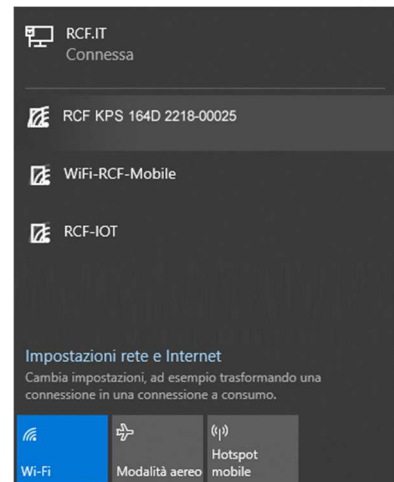 RCF.IT
Connessa
RCF KPS 164D 2218-00025
WiFi-RCF-Mobile
RCF-IOT
Impostazioni rete e Internet
Cambia impostazioni, ad esempio trasformando una
connessione in una connessione a consumo.
Wi-Fi
Modalità aereo
Hotspot
mobile